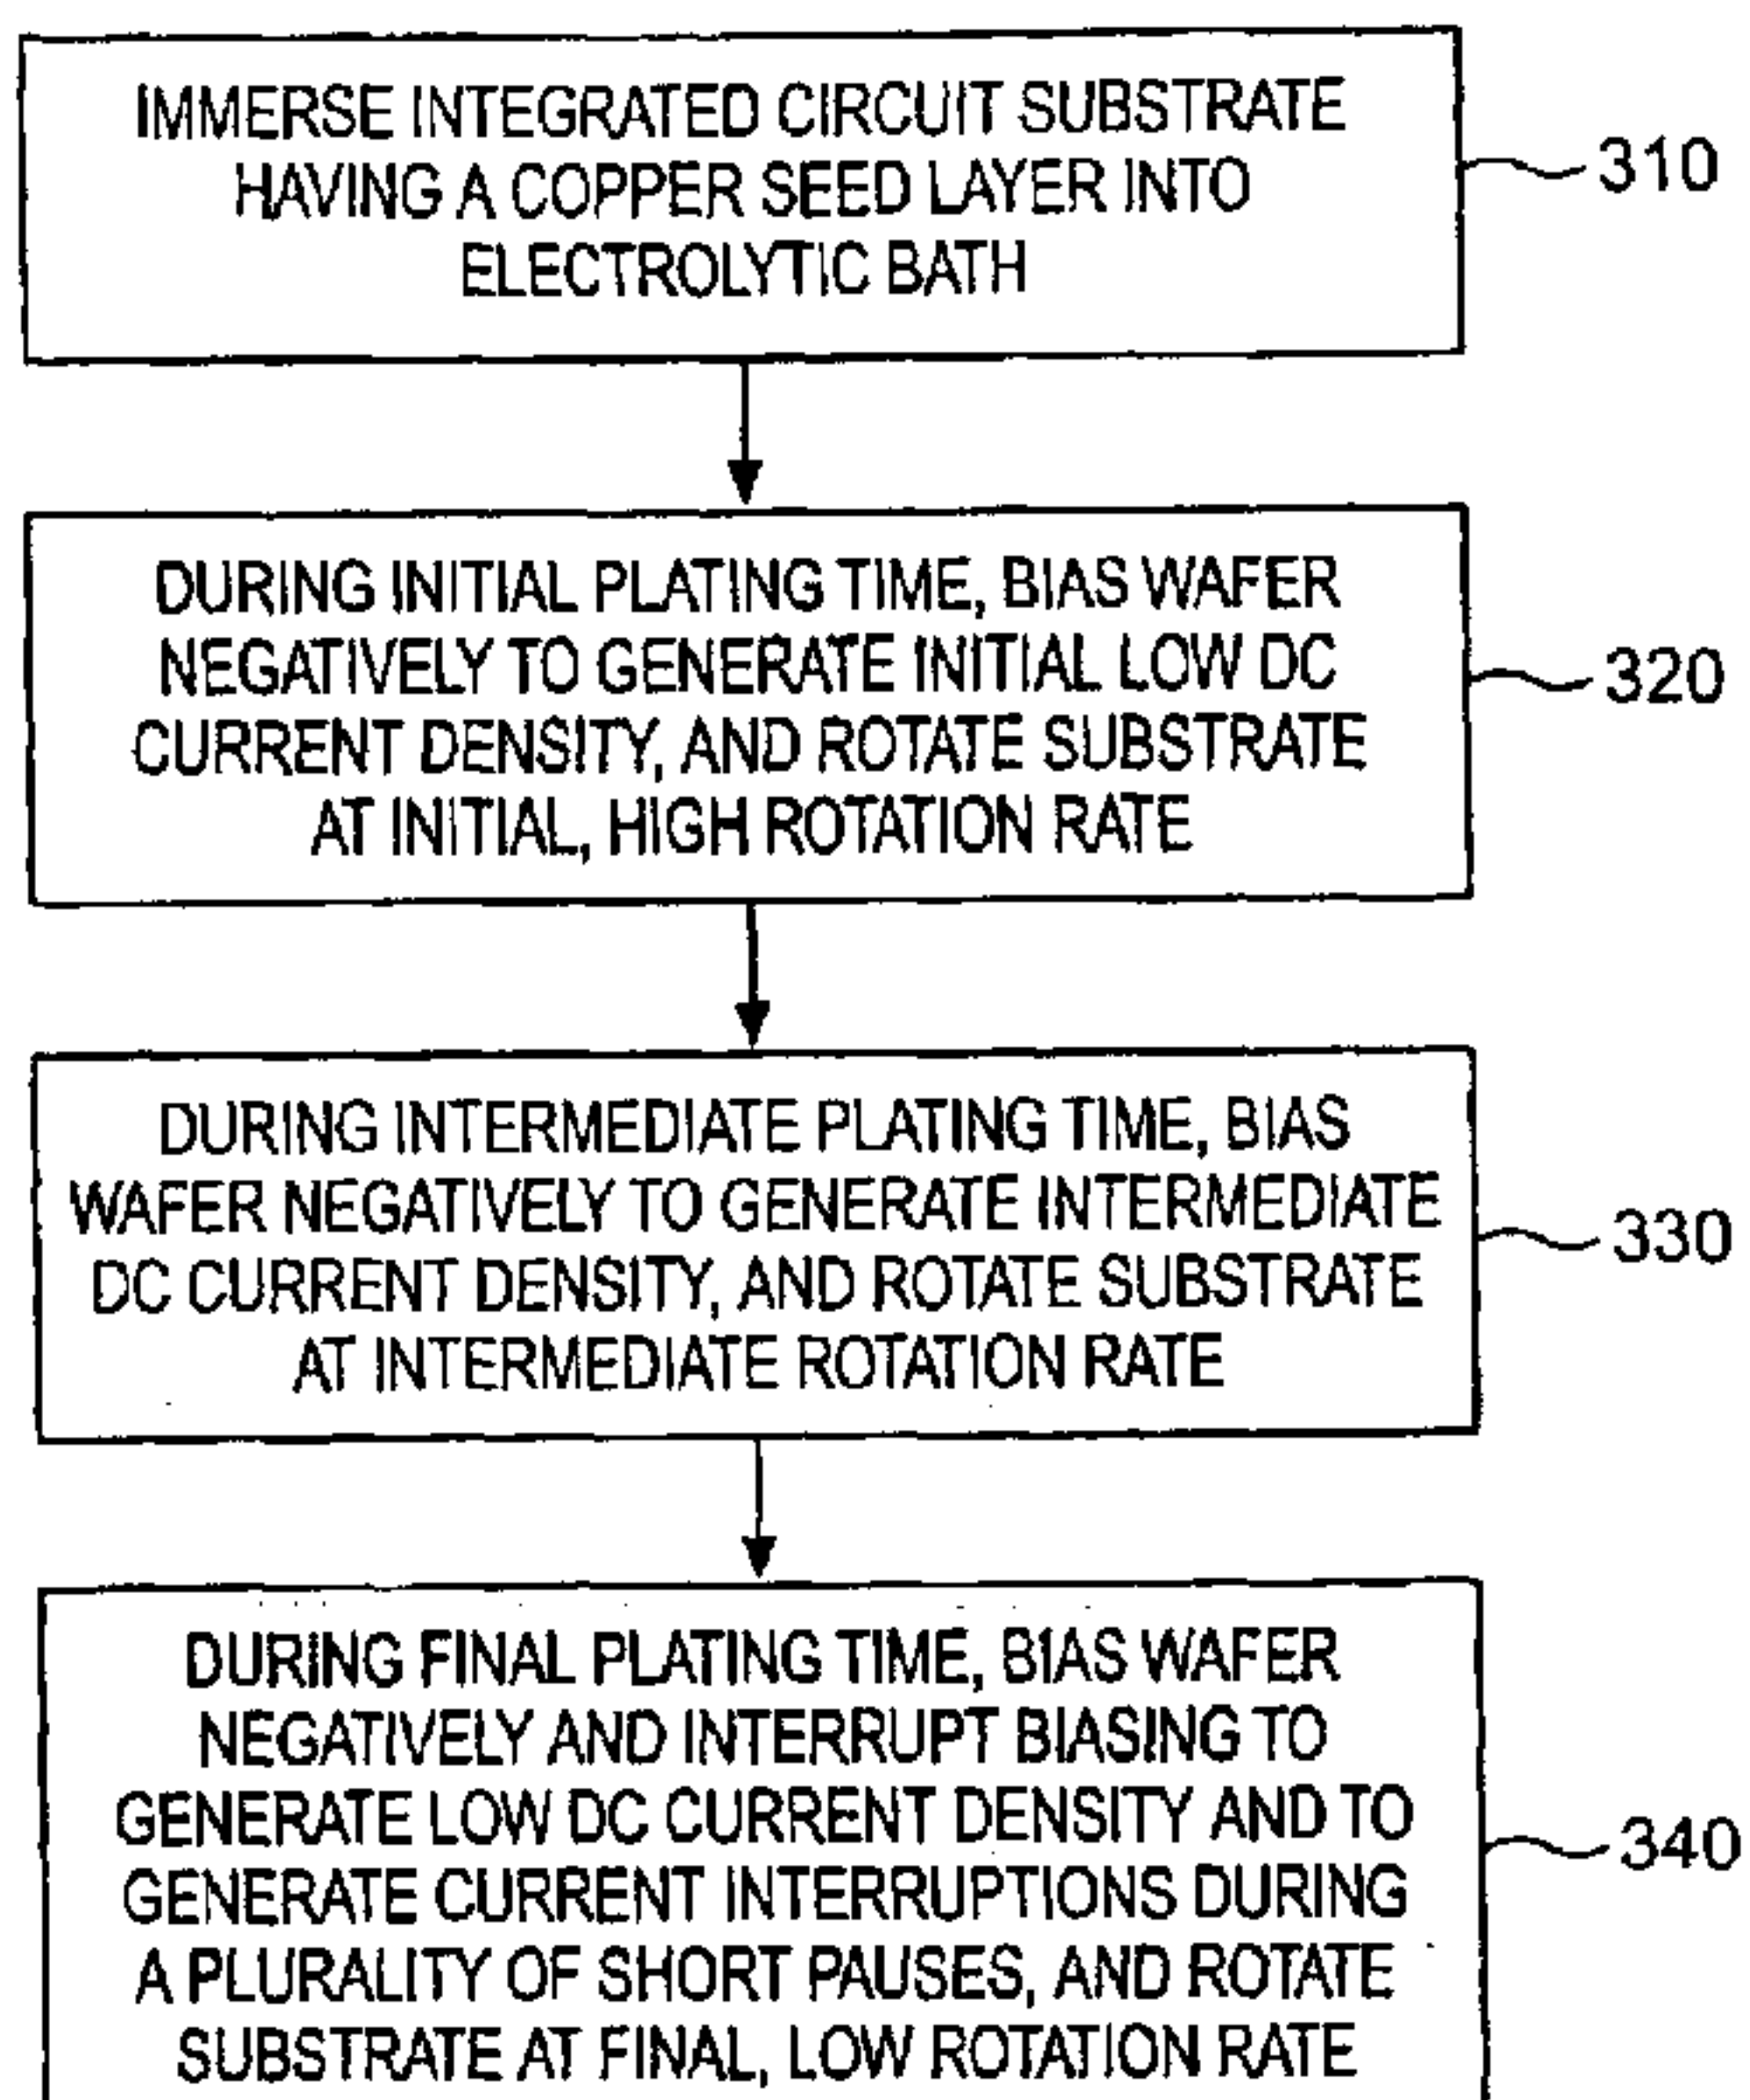 IMMERSE INTEGRATED CIRCUIT SUBSTRATE
HAVING A COPPER SEED LAYER INTO
ELECTROLYTIC BATH
310
DURING INITIAL PLATING TIME, BIAS WAFER
NEGATIVELY TO GENERATE INITIAL LOW DC
CURRENT DENSITY, AND ROTATE SUBSTRATE
AT INITIAL, HIGH ROTATION RATE
320
DURING INTERMEDIATE PLATING TIME, BIAS
WAFER NEGATIVELY TO GENERATE INTERMEDIATE
DC CURRENT DENSITY, AND ROTATE SUBSTRATE
AT INTERMEDIATE ROTATION RATE
330
DURING FINAL PLATING TIME, BIAS WAFER
NEGATIVELY AND INTERRUPT BIASING TO
GENERATE LOW DC CURRENT DENSITY AND TO
GENERATE CURRENT INTERRUPTIONS DURING
A PLURALITY OF SHORT PAUSES, AND ROTATE
SUBSTRATE AT FINAL, LOW ROTATION RATE
340